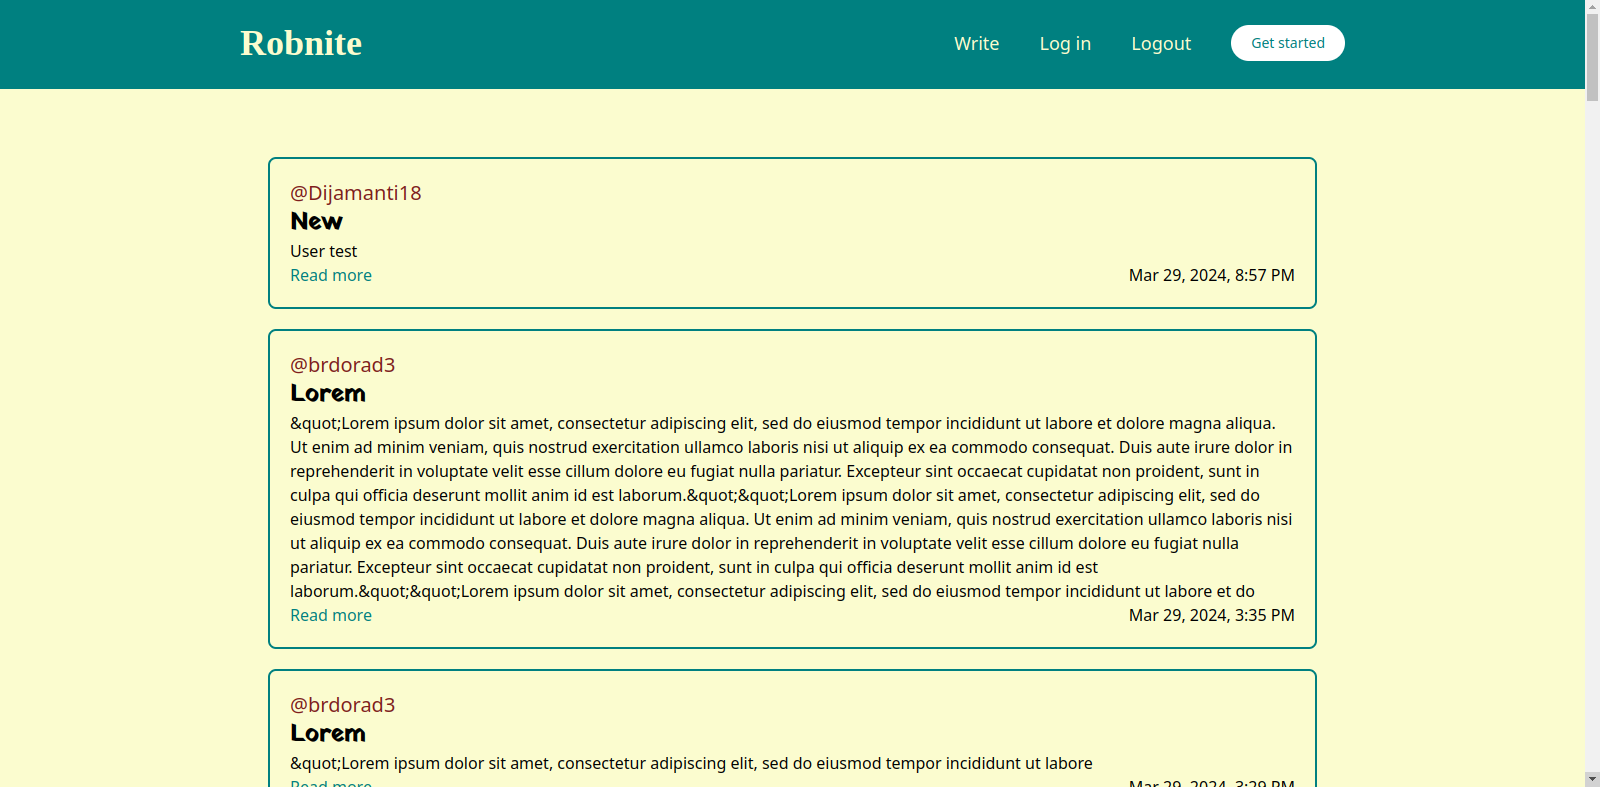 Robnite
Write Log in Logout Get started
@Dijamanti18
New
User test
Read more Mar 29, 2024, 8:57 PM
@brdorad3
Lorem
&quot;Lorem ipsum dolor sit amet, consectetur adipiscing elit, sed do eiusmod tempor incididunt ut labore et dolore magna aliqua.
Ut enim ad minim veniam, quis nostrud exercitation ullamco laboris nisi ut aliquip ex ea commodo consequat. Duis aute irure dolor in
reprehenderit in voluptate velit esse cillum dolore eu fugiat nulla pariatur. Excepteur sint occaecat cupidatat non proident, sunt in
culpa qui officia deserunt mollit anim id est laborum.&quot;&quot;Lorem ipsum dolor sit amet, consectetur adipiscing elit, sed do
eiusmod tempor incididunt ut labore et dolore magna aliqua. Ut enim ad minim veniam, quis nostrud exercitation ullamco laboris nisi
ut aliquip ex ea commodo consequat. Duis aute irure dolor in reprehenderit in voluptate velit esse cillum dolore eu fugiat nulla
pariatur. Excepteur sint occaecat cupidatat non proident, sunt in culpa qui officia deserunt mollit anim id est
laborum.&quot;&quot;Lorem ipsum dolor sit amet, consectetur adipiscing elit, sed do eiusmod tempor incididunt ut labore et do
Read more Mar 29, 2024, 3:35 PM
@brdorad3
Lorem
&quot;Lorem ipsum dolor sit amet, consectetur adipiscing elit, sed do eiusmod tempor incididunt ut labore
Read more Mar 29, 2024, 3:29 PM